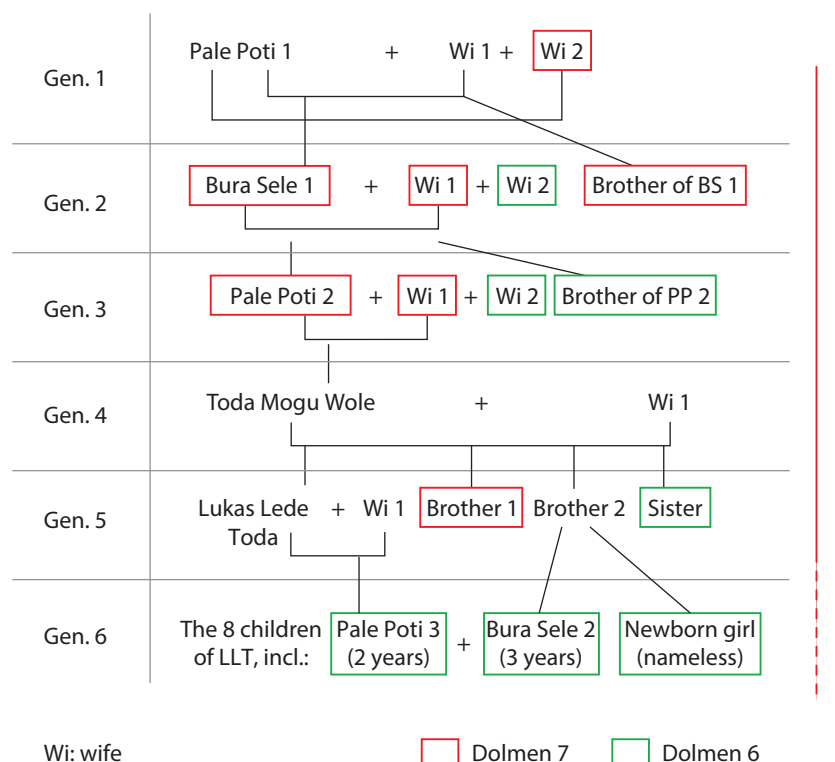 Gen. 1 Pale Poti 1 + Wi 1 + Wi 2
Gen. 2 Bura Sele 1 + Wi 1 + Wi 2 Brother of BS 1
Gen. 3 Pale Poti 2 + Wi 1 + Wi 2 Brother of PP 2
Gen. 4 Toda Mogu Wole + Wi 1
Gen. 5 Lukas Lede Toda + Wi 1 Brother 1 Brother 2 Sister
Gen. 6 The 8 children of LLT, incl.: Pale Poti 3 (2 years) + Bura Sele 2 (3 years) Newborn girl (nameless)
Wi: wife Dolmen 7 Dolmen 6